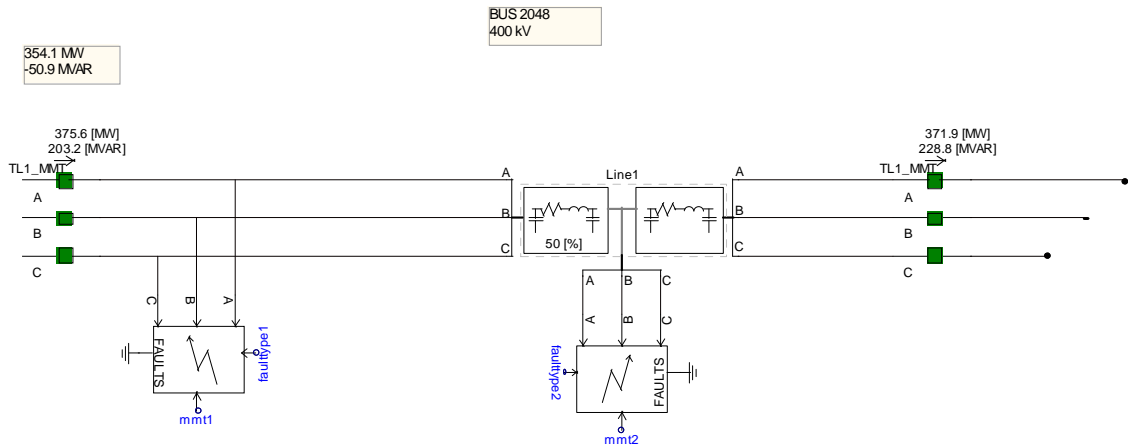 BUS 2048
400 kV
354.1 MW
-50.9 MVAR
375.6 [MW]
203.2 [MVAR]
TL1_MMT
371.9 [MW]
228.8 [MVAR]
TL1_MMT
Line1
A
A
A
A
B
B
B
B
C
C
C
C
50 [%]
C
B
A
A
B
C
A
B
C
FAULTS
faulttype1
mmt1
faulttype2
FAULTS
mmt2